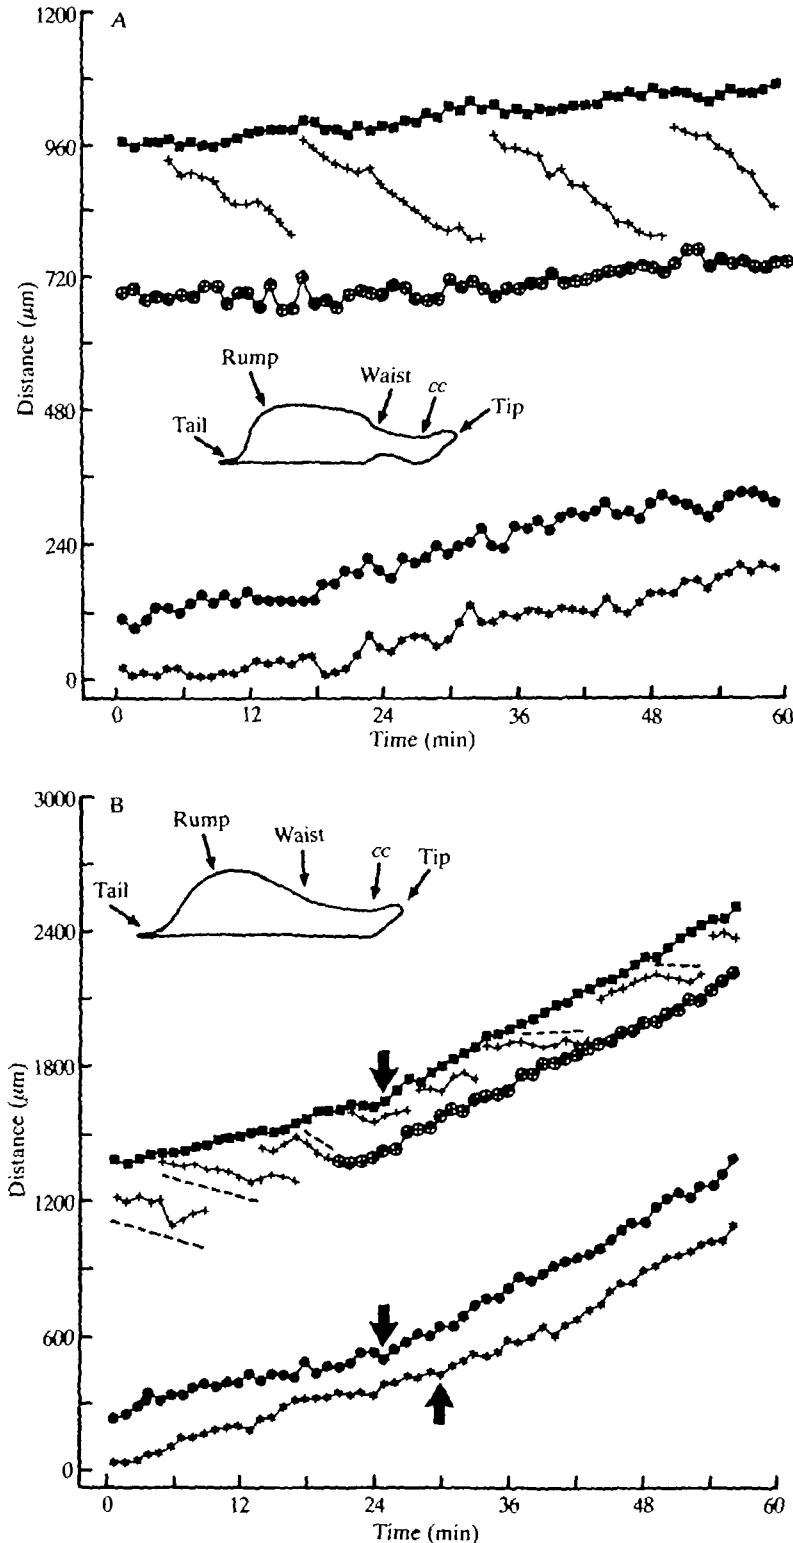 A
1200
960
720
480
240
0
Distance (μm)
Rump
Waist
cc
Tail
Tip
0 12 24 36 48 60
Time (min)
B
3000
2400
1800
1200
600
0
Distance (μm)
Rump
Waist
cc
Tip
Tail
0 12 24 36 48 60
Time (min)